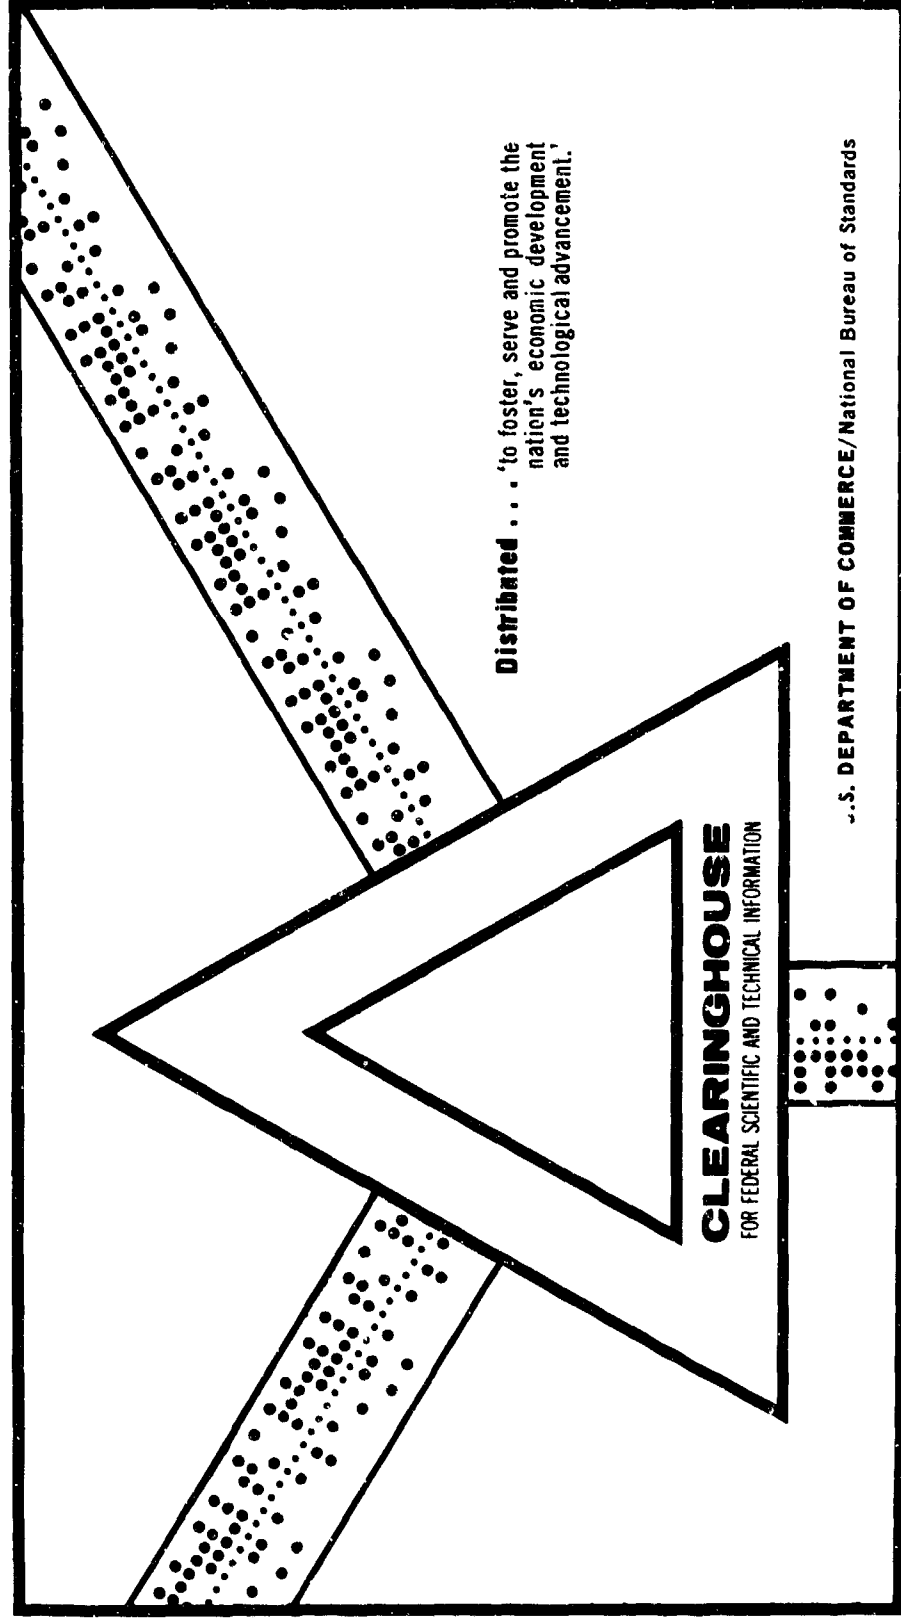 Distributed . . . 'to foster, serve and promote the
nation's economic development
and technological advancement.'
CLEARINGHOUSE
FOR FEDERAL SCIENTIFIC AND TECHNICAL INFORMATION
.S. DEPARTMENT OF COMMERCE/National Bureau of Standards